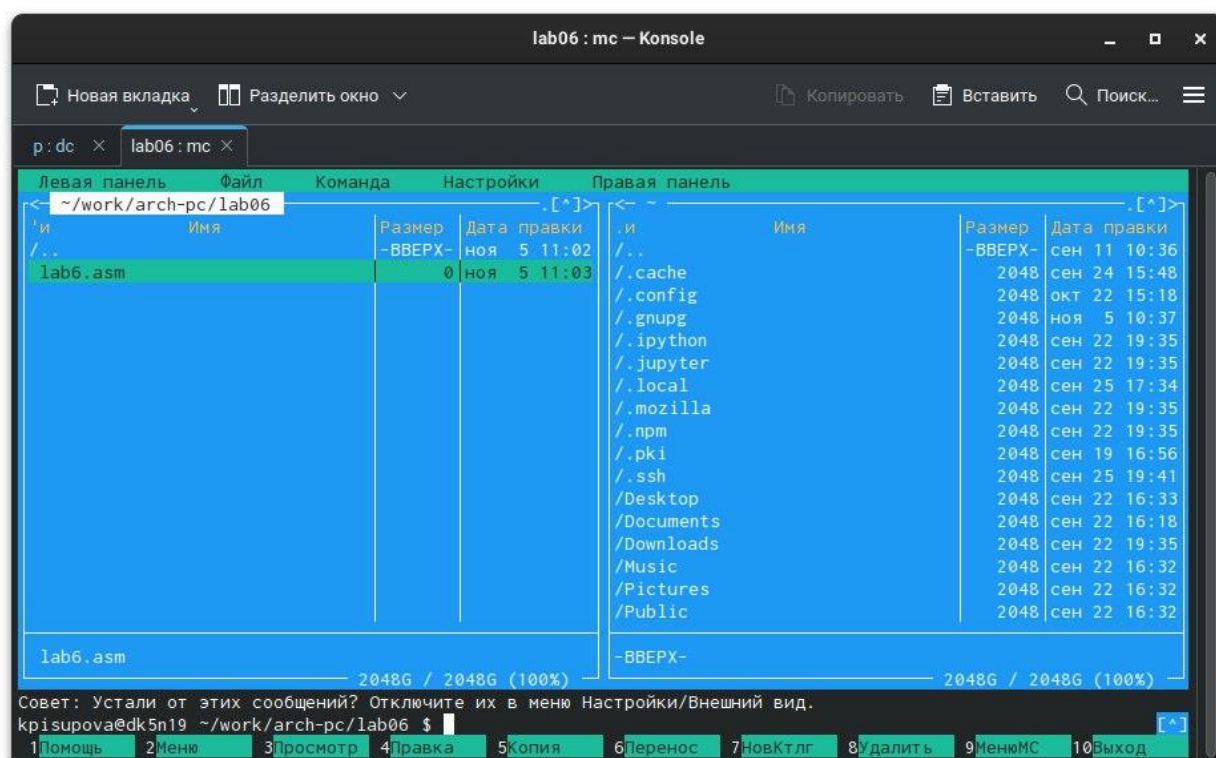 lab06 : mc — Konsole
Новая вкладка Разделить окно Копировать Вставить Поиск...
p : dc lab06 : mc
Левая панель Файл Команда Настройки Правая панель
<— ~/work/arch-pc/lab06 .[^]> <— ~ .[^]>
'и Имя Размер Дата правки .и Имя Размер Дата правки
/.. -ВВЕРХ- ноя 5 11:02 /.. -ВВЕРХ- сен 11 10:36
lab6.asm 0 ноя 5 11:03 /.cache 2048 сен 24 15:48
/.config 2048 окт 22 15:18
/.gnupg 2048 ноя 5 10:37
/.ipython 2048 сен 22 19:35
/.jupyter 2048 сен 22 19:35
/.local 2048 сен 25 17:34
/.mozilla 2048 сен 22 19:35
/.npm 2048 сен 22 19:35
/.pki 2048 сен 19 16:56
/.ssh 2048 сен 25 19:41
/Desktop 2048 сен 22 16:33
/Documents 2048 сен 22 16:18
/Downloads 2048 сен 22 19:35
/Music 2048 сен 22 16:32
/Pictures 2048 сен 22 16:32
/Public 2048 сен 22 16:32
lab6.asm -ВВЕРХ-
2048G / 2048G (100%) 2048G / 2048G (100%)
Совет: Устали от этих сообщений? Отключите их в меню Настройки/Внешний вид.
kpisupova@dk5n19 ~/work/arch-pc/lab06 $ [^]
1Помощь 2Меню 3Просмотр 4Правка 5Копия 6Перенос 7НовКтлг 8Удалить 9МенюМС 10Выход